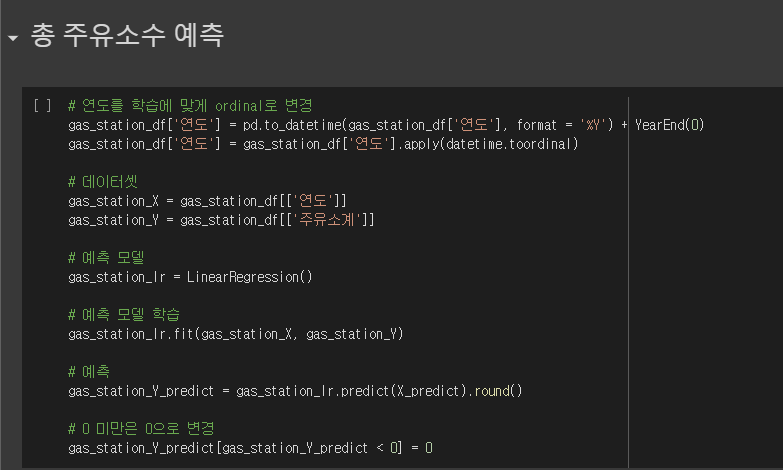 총 주유소수 예측
[ ] # 연도를 학습에 맞게 ordinal로 변경
gas_station_df['연도'] = pd.to_datetime(gas_station_df['연도'], format = '%Y') + YearEnd(0)
gas_station_df['연도'] = gas_station_df['연도'].apply(datetime.toordinal)
# 데이터셋
gas_station_X = gas_station_df[['연도']]
gas_station_Y = gas_station_df[['주유소계']]
# 예측 모델
gas_station_lr = LinearRegression()
# 예측 모델 학습
gas_station_lr.fit(gas_station_X, gas_station_Y)
# 예측
gas_station_Y_predict = gas_station_lr.predict(X_predict).round()
# 0 미만은 0으로 변경
gas_station_Y_predict[gas_station_Y_predict < 0] = 0